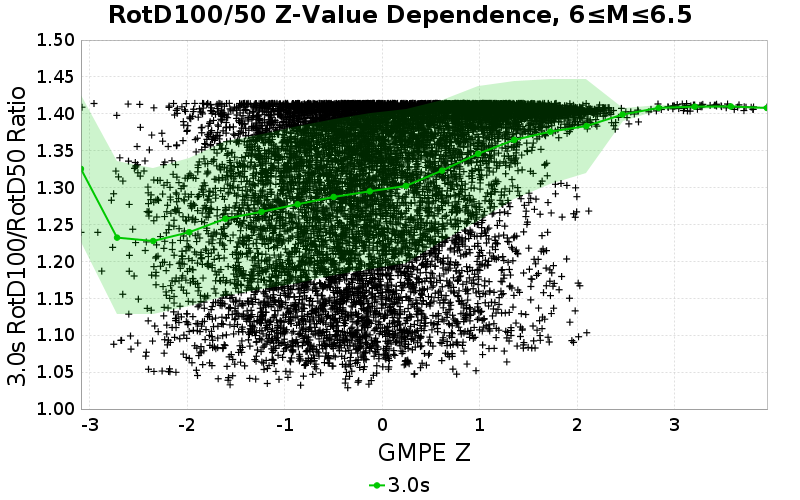 RotD100/50 Z-Value Dependence, 6≤M≤6.5
3.0s RotD100/RotD50 Ratio
1.50
1.45
1.40
1.35
1.30
1.25
1.20
1.15
1.10
1.05
1.00
-3 -2 -1 0 1 2 3
GMPE Z
3.0s